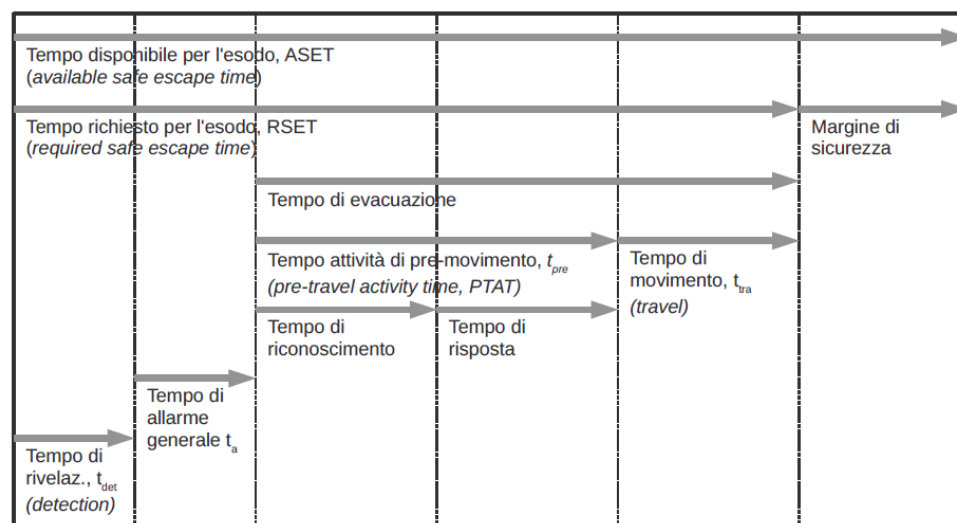 Tempo disponibile per l'esodo, ASET
(available safe escape time)
Tempo richiesto per l'esodo, RSET
(required safe escape time)
Margine di
sicurezza
Tempo di evacuazione
Tempo attività di pre-movimento, tpre
(pre-travel activity time, PTAT)
Tempo di
movimento, ttra
(travel)
Tempo di
riconoscimento
Tempo di
risposta
Tempo di
allarme
generale ta
Tempo di
rivelaz., tdet
(detection)